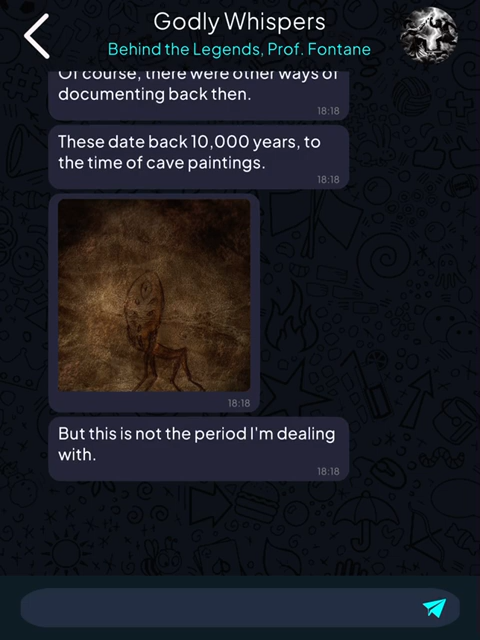 Godly Whispers
Behind the Legends, Prof. Fontane
Of course, there were other ways of
documenting back then.
18:18
These date back 10,000 years, to
the time of cave paintings.
18:18
18:18
But this is not the period I'm dealing
with.
18:18